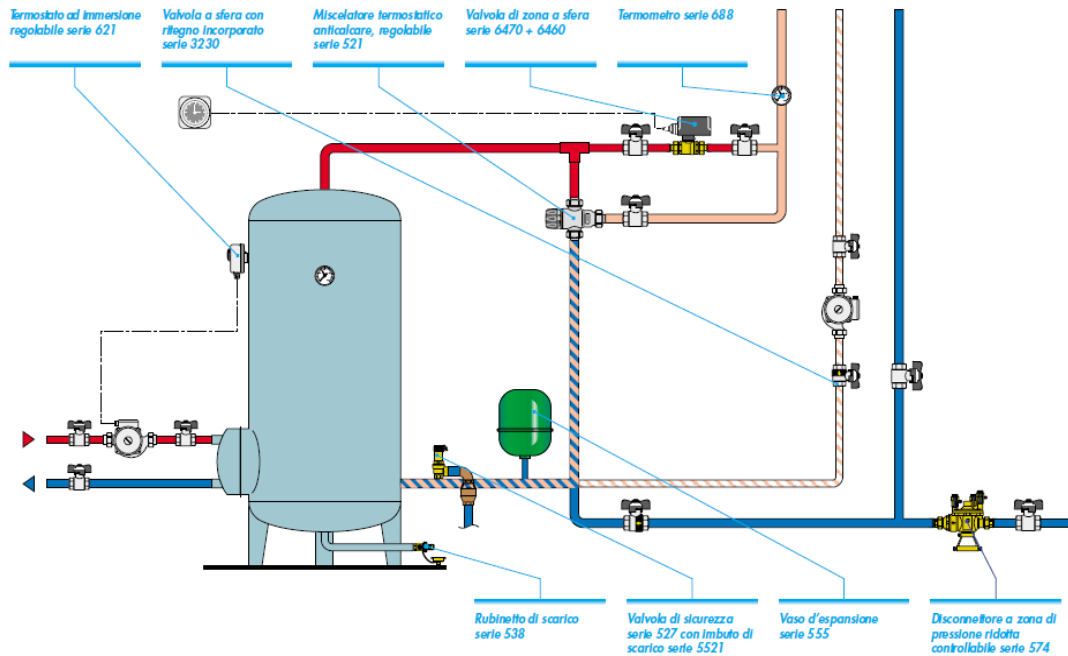 Termostato ad immersione
regolabile serie 621
Valvola a sfera con
ritegno incorporato
serie 3230
Miscelatore termostatico
anticalcare, regolabile
serie 521
Valvola di zona a sfera
serie 6470 + 6460
Termometro serie 688
Rubinetto di scarico
serie 538
Valvola di sicurezza
serie 527 con imbuto di
scarico serie 5521
Vaso d'espansione
serie 555
Disconnettore a zona di
pressione ridotta
controllabile serie 574